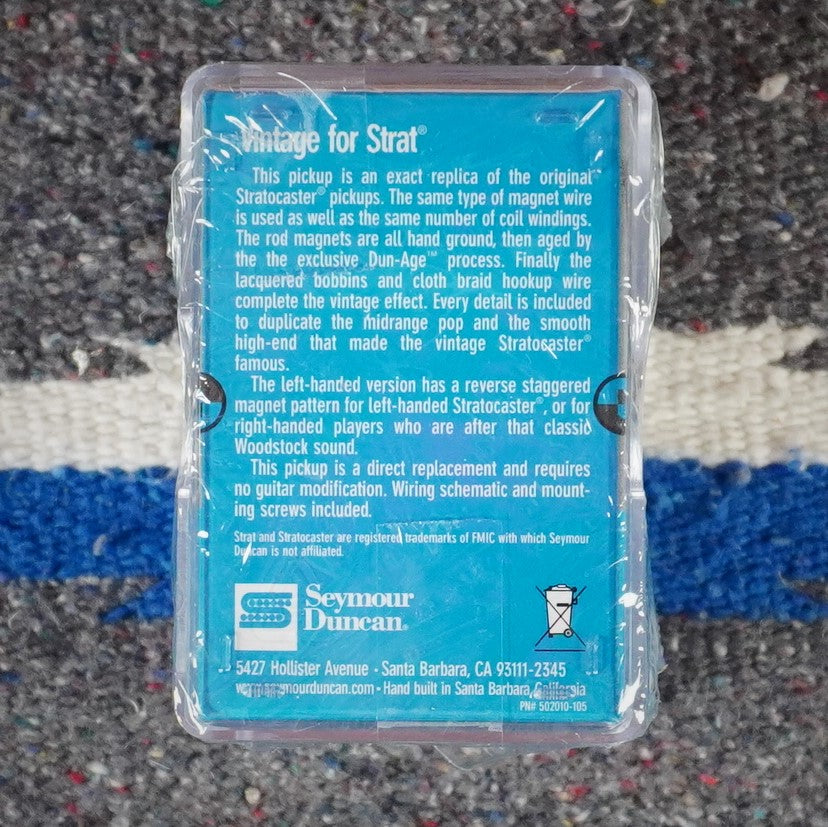 Vintage for Strat®
This pickup is an exact replica of the original
Stratocaster® pickups. The same type of magnet wire
is used as well as the same number of coil windings.
The rod magnets are all hand ground, then aged by
the the exclusive Dun-Age™ process. Finally the
lacquered bobbins and cloth braid hookup wire
complete the vintage effect. Every detail is included
to duplicate the midrange pop and the smooth
high-end that made the vintage Stratocaster®
famous.
The left-handed version has a reverse staggered
magnet pattern for left-handed Stratocaster®, or for
right-handed players who are after that classic
Woodstock sound.
This pickup is a direct replacement and requires
no guitar modification. Wiring schematic and mount-
ing screws included.
Strat and Stratocaster are registered trademarks of FMIC with which Seymour
Duncan is not affiliated.
Seymour
Duncan®
5427 Hollister Avenue • Santa Barbara, CA 93111-2345
www.seymourduncan.com • Hand built in Santa Barbara, California
PN# 502010-105